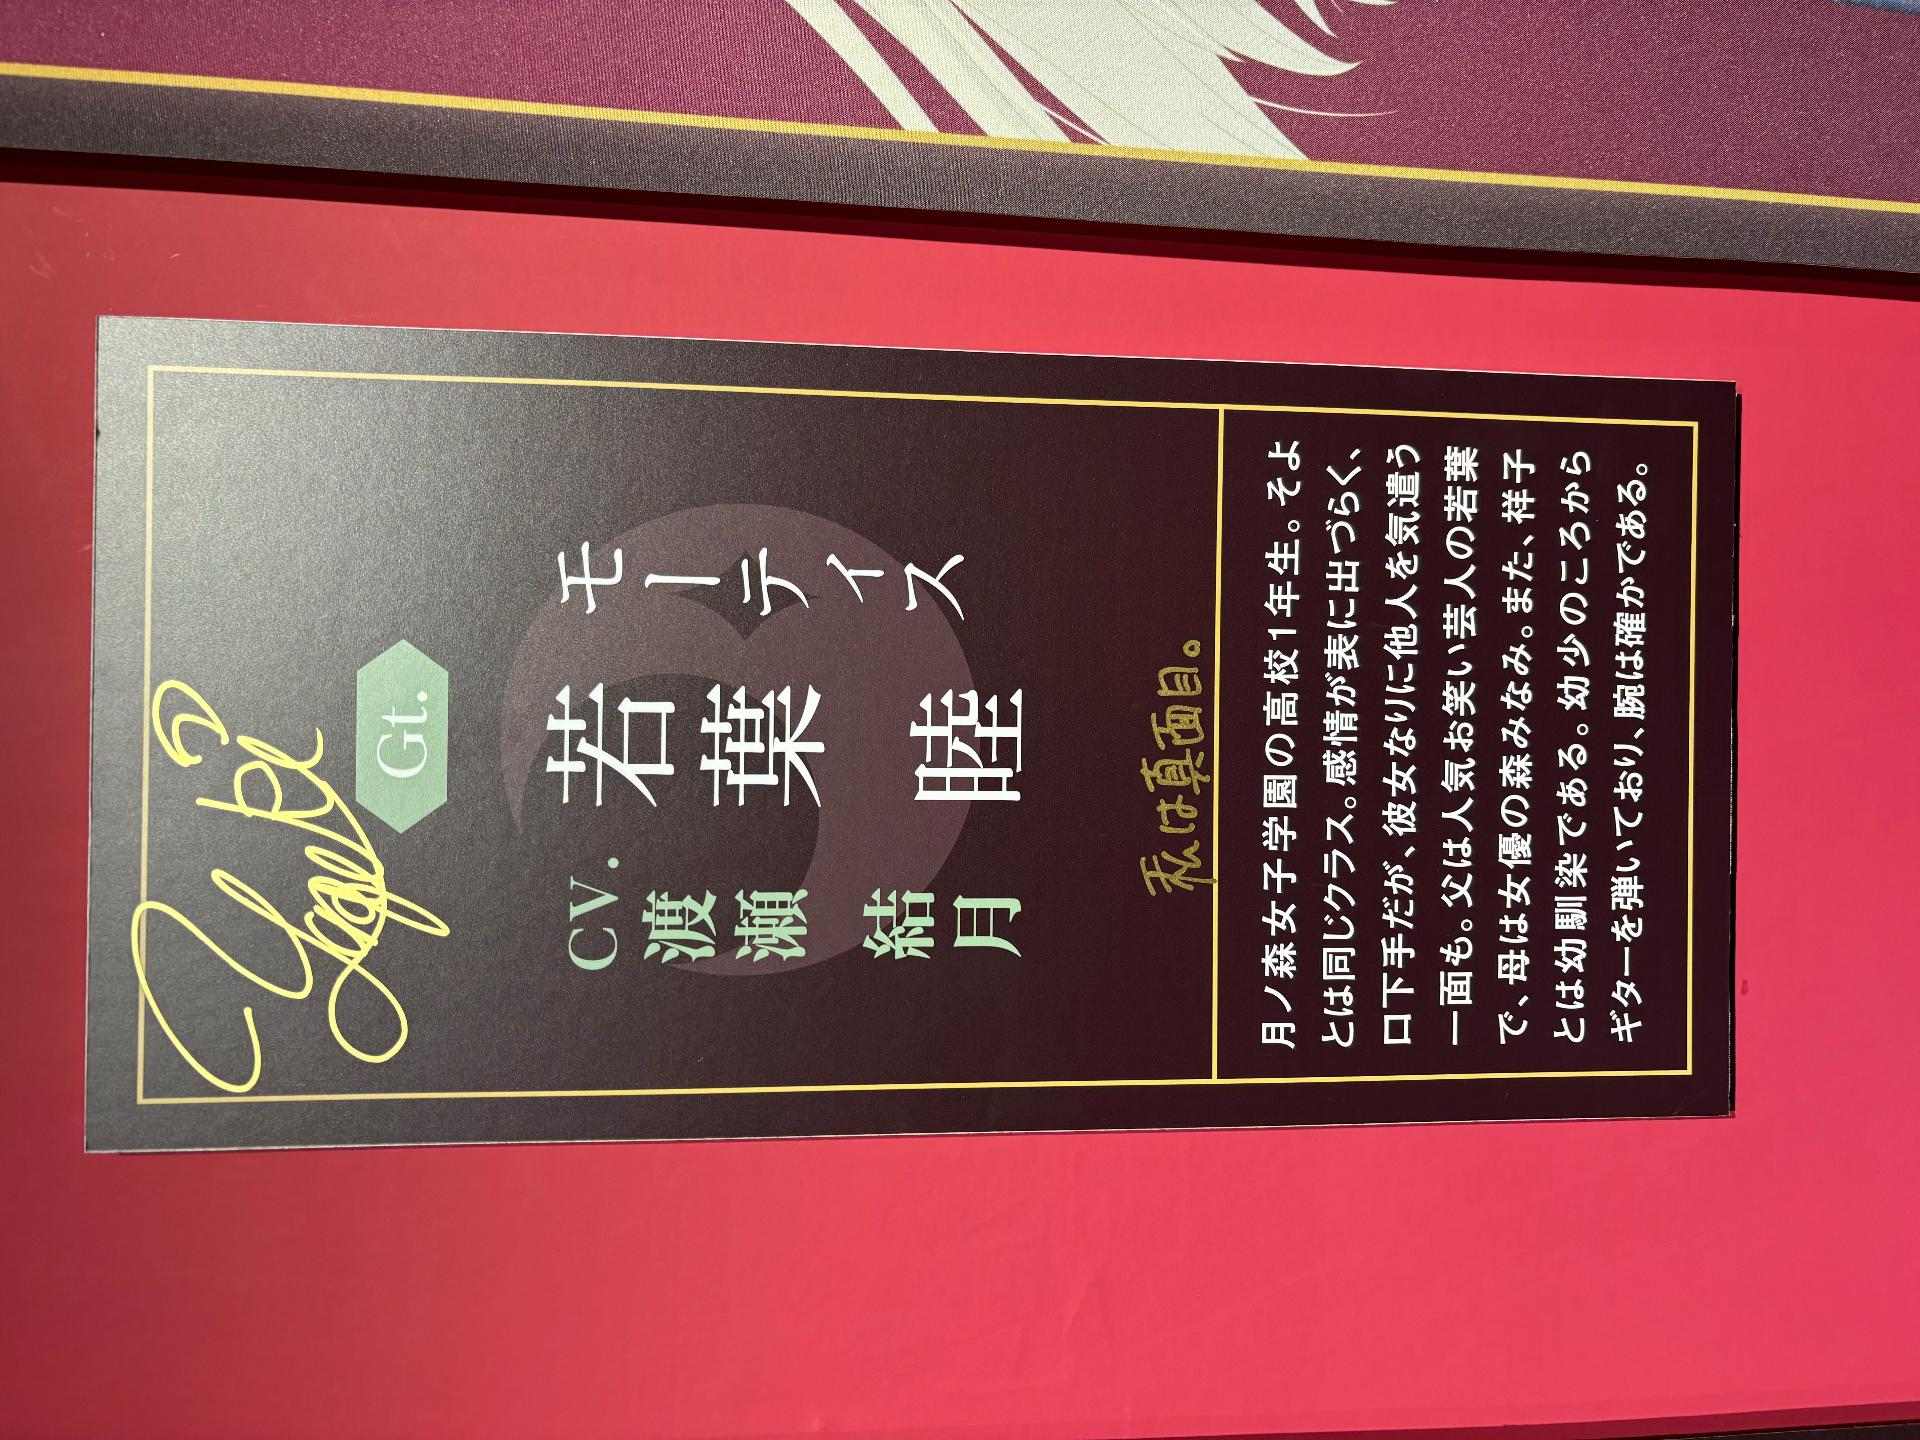 Gt.
モーティス
若葉 睦
CV. 渡瀬 結月
私は真面目。
月ノ森女子学園の高校1年生。そよ
とは同じクラス。感情が表に出づらく、
口下手だが、彼女なりに他人を気遣う
一面も。父は人気お笑い芸人の若葉
で、母は女優の森みなみ。また、祥子
とは幼馴染である。幼少のころから
ギターを弾いており、腕は確かである。